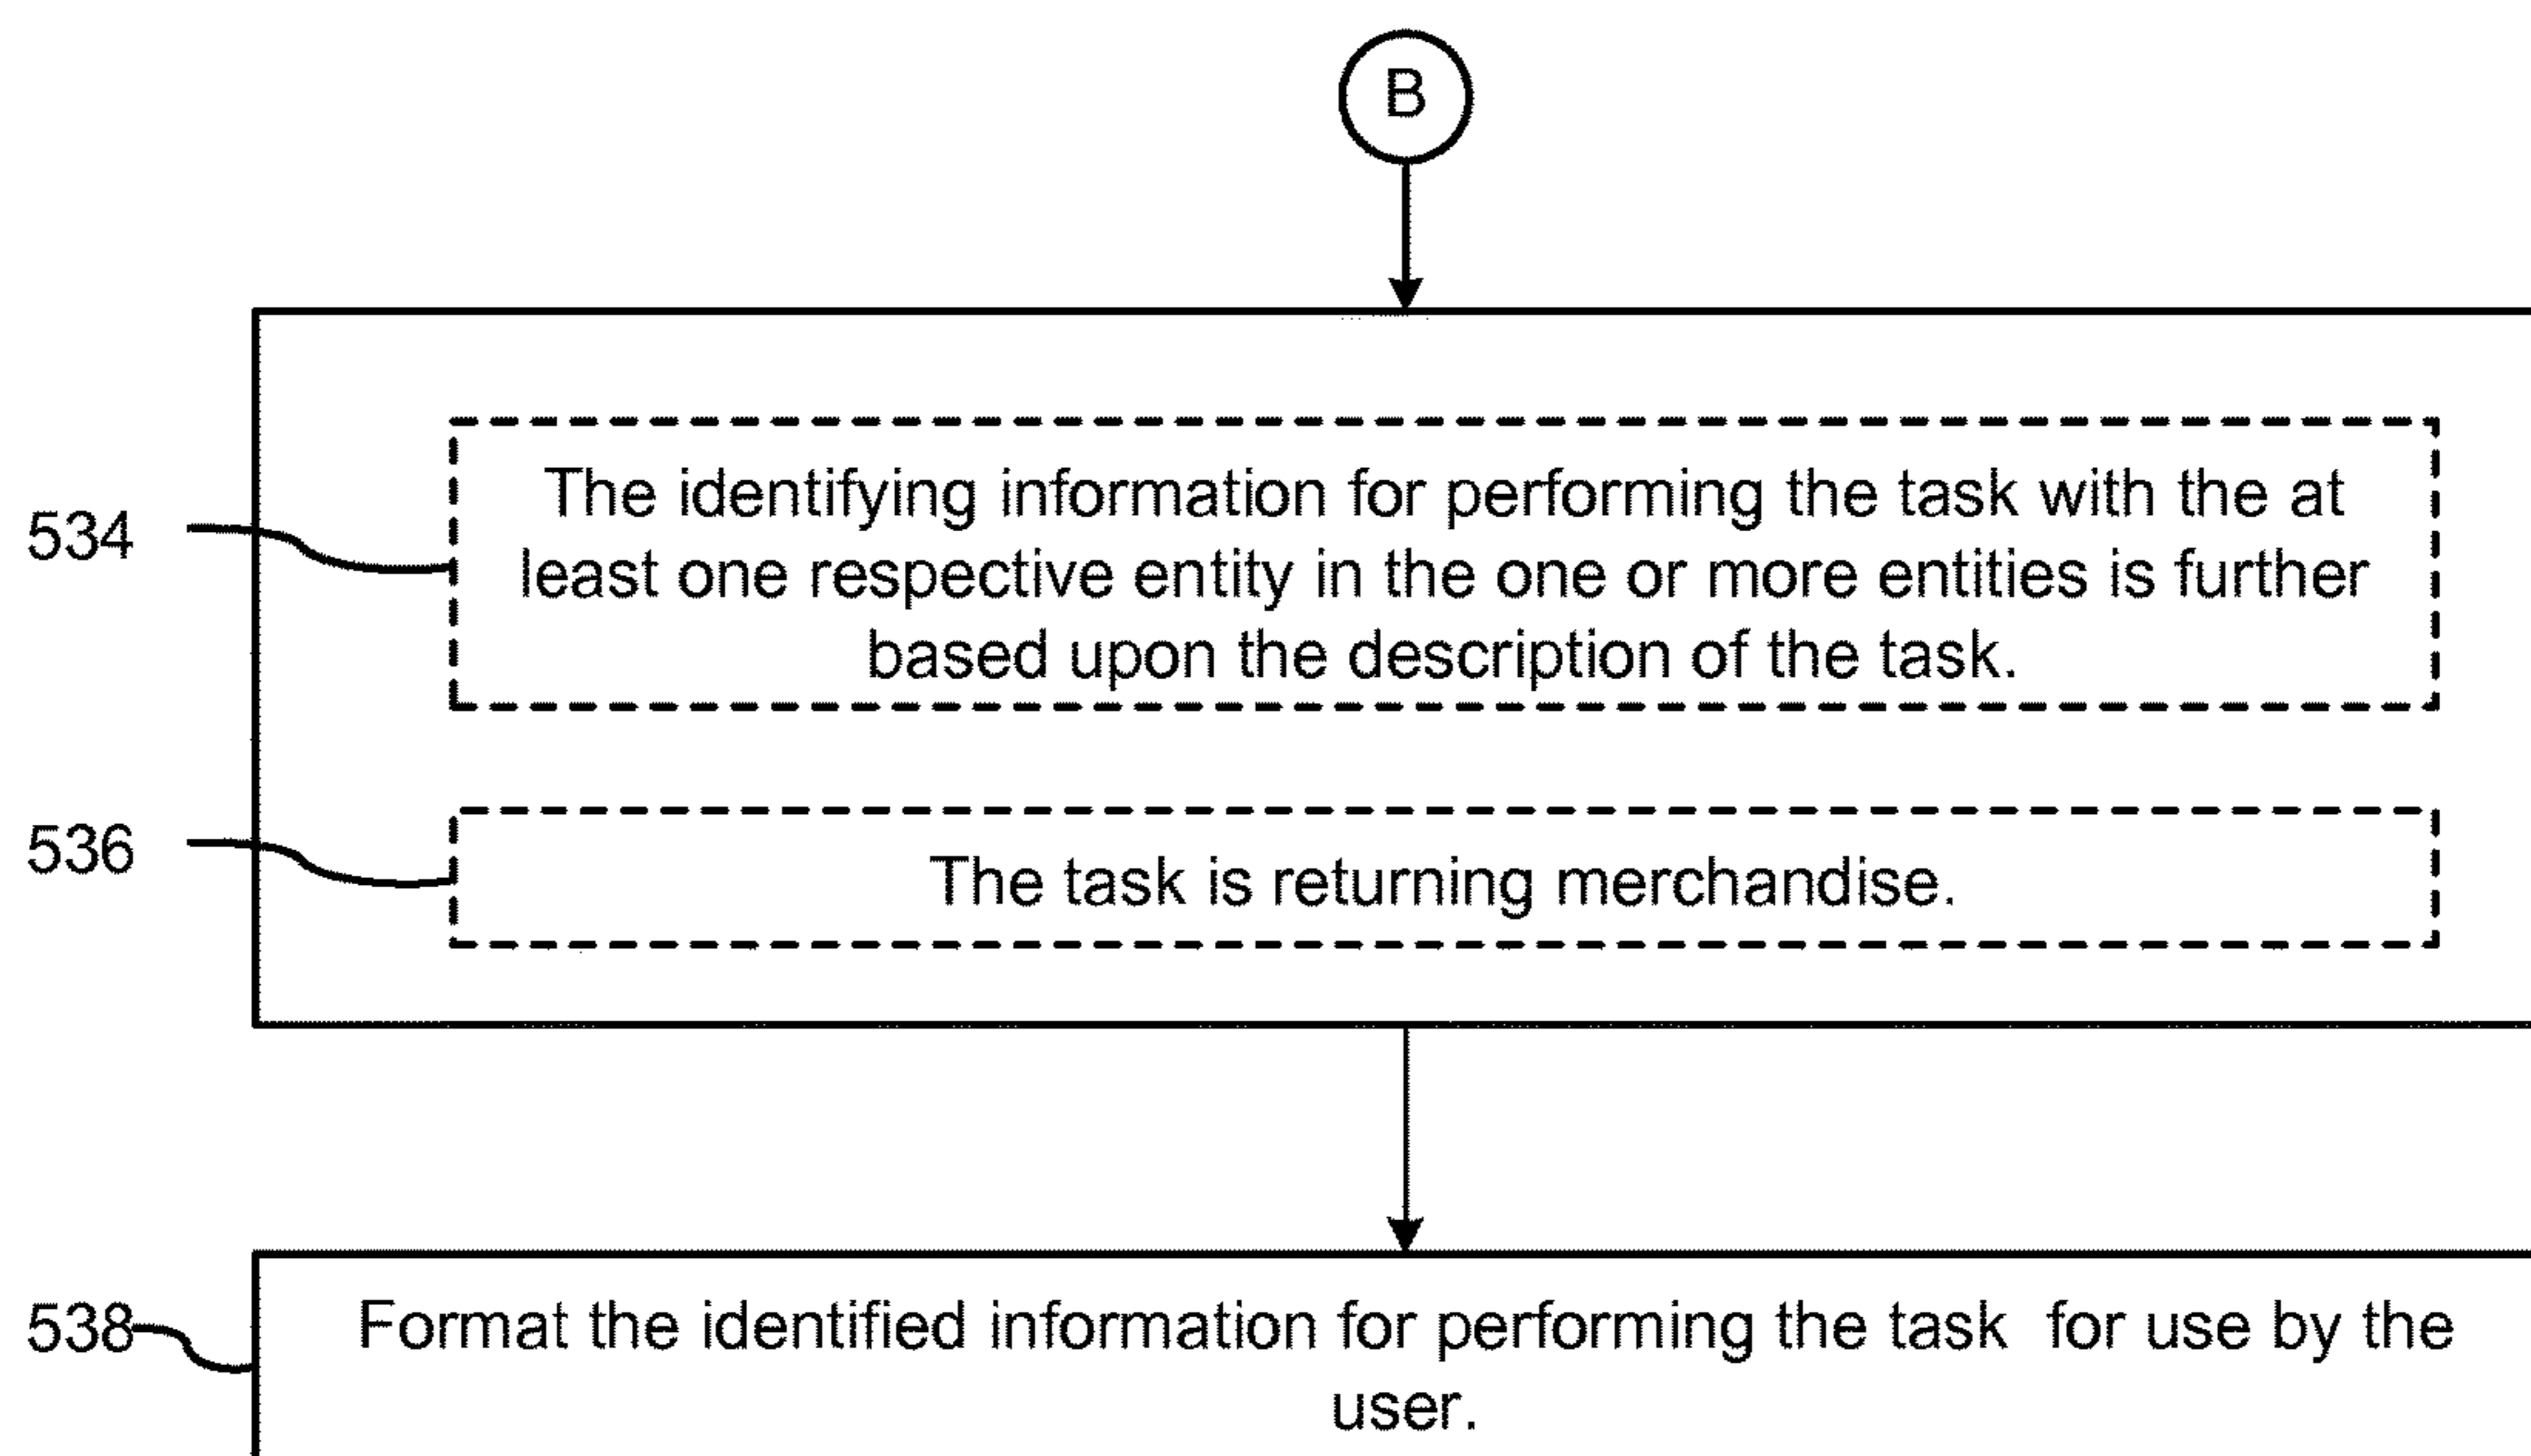 B
534
The identifying information for performing the task with the at
least one respective entity in the one or more entities is further
based upon the description of the task.
536
The task is returning merchandise.
538
Format the identified information for performing the task for use by the
user.